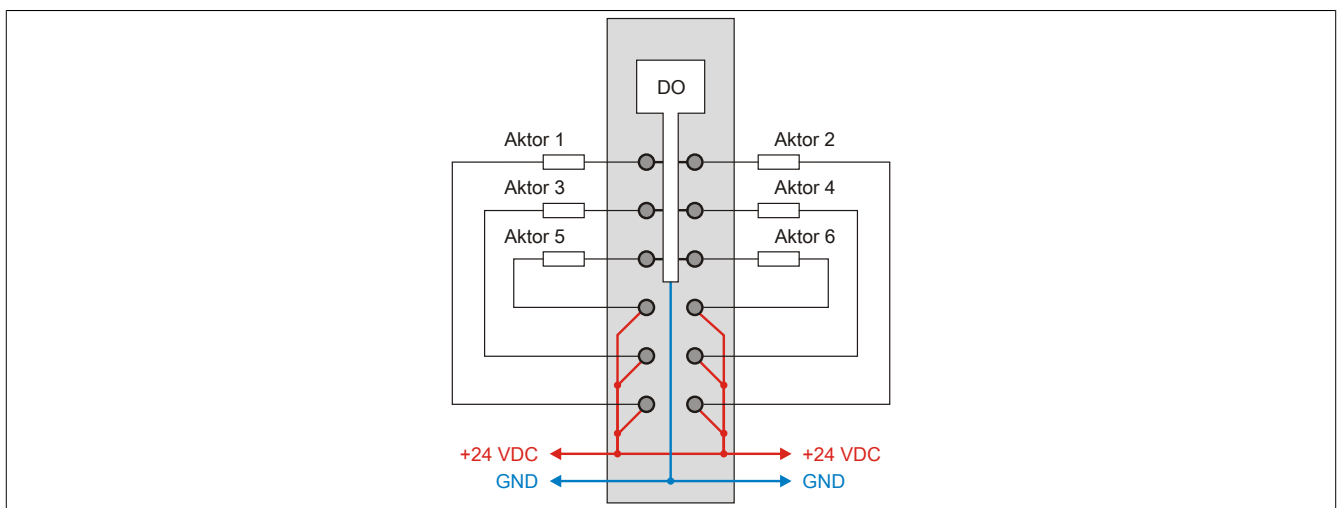 DO
Aktor 1 Aktor 2
Aktor 3 Aktor 4
Aktor 5 Aktor 6
+24 VDC +24 VDC
GND GND